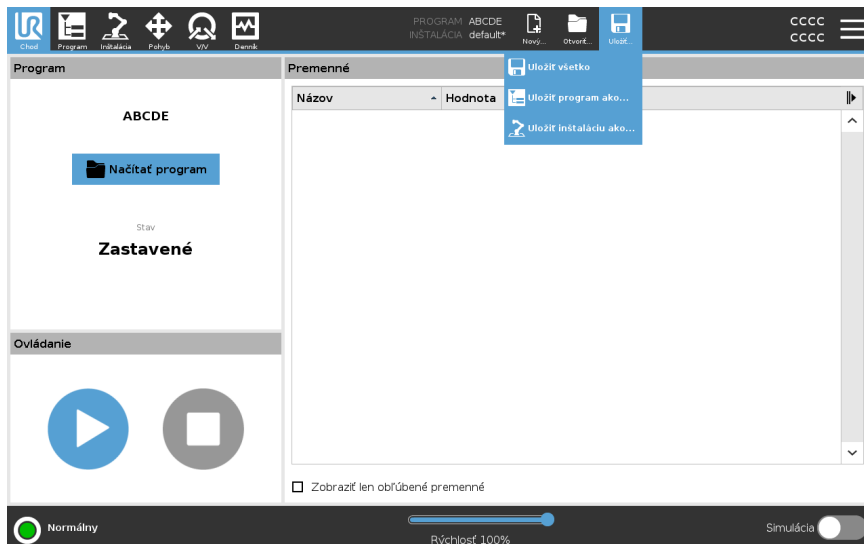 UR
Chod
Program
Inštalácia
Pohyb
V/V
Denník
PROGRAM ABCDE
INŠTALÁCIA default*
Nový...
Otvoriť...
Uložiť...
CCCC
CCCC
Program
Premenné
Uložiť všetko
Uložiť program ako...
Uložiť inštaláciu ako...
Názov
Hodnota
ABCDE
Načítať program
Stav
Zastavené
Ovládanie
Zobraziť len obľúbené premenné
Normálny
Rýchlosť 100%
Simulácia